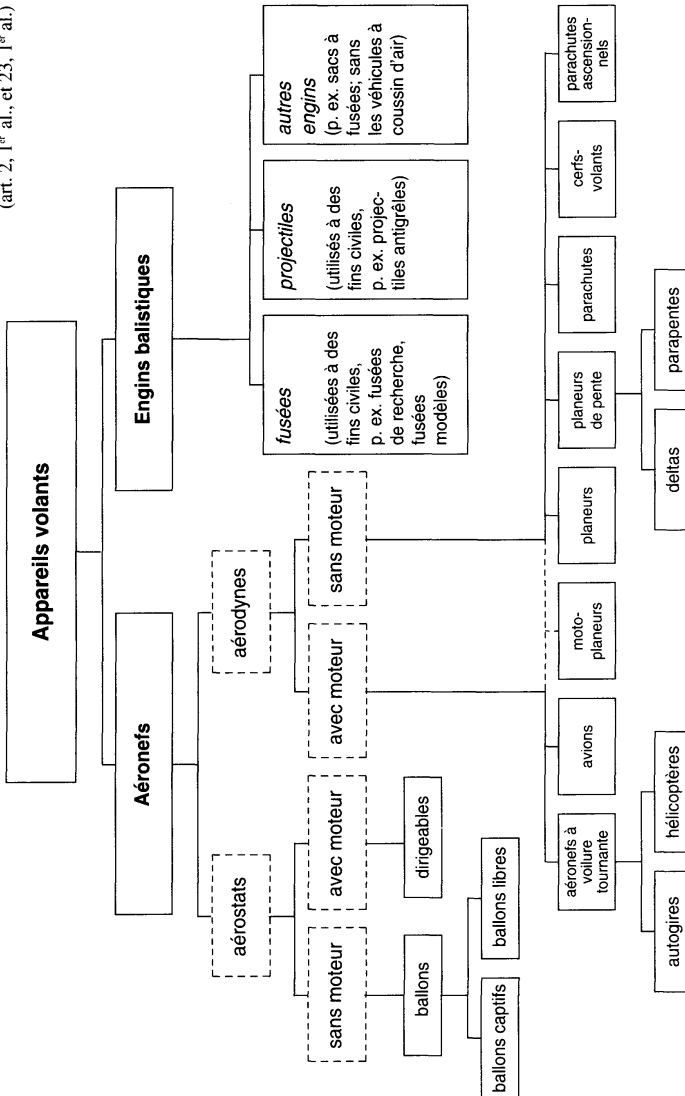 (art. 2, 1er al., et 23, 1er al.)
Appareils volants
Aéronefs
Engins balistiques
aérostats
aérodynes
sans moteur
avec moteur
avec moteur
sans moteur
fusées
(utilisées à des
fins civiles,
p. ex. fusées
de recherche,
fusées
modèles)
projectiles
(utilisés à des
fins civiles,
p. ex. projec-
tiles antigrêles)
autres
engins
(p. ex. sacs à
fusées; sans
les véhicules à
coussin d'air)
ballons
dirigeables
ballons captifs
ballons libres
aéronefs à
voilure
tournante
avions
moto-
planeurs
planeurs
planeurs
de pente
parachutes
cerfs-
volants
parachutes
ascension-
nels
autogires
hélicoptères
deltas
parapentes